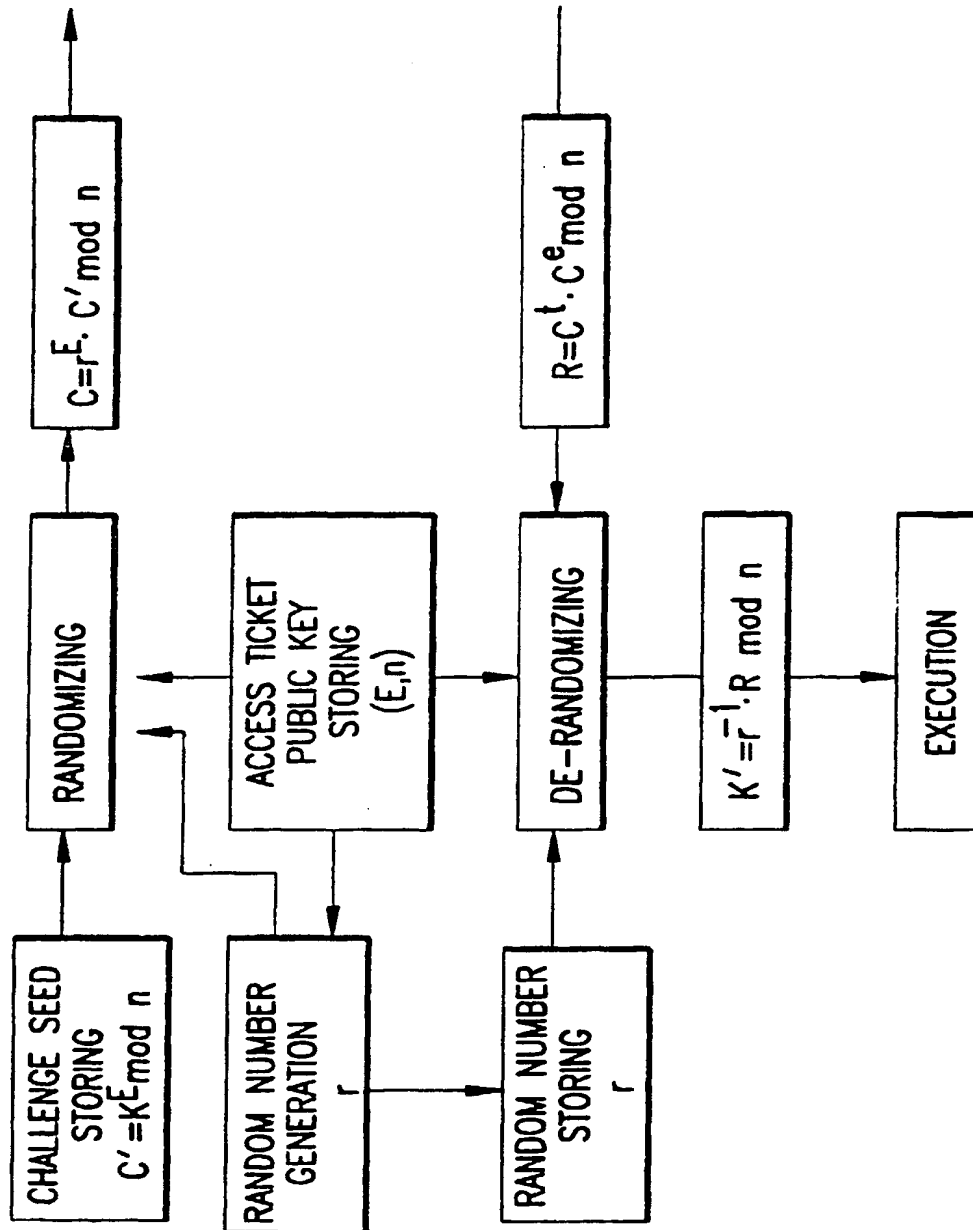 CHALLENGE SEED
STORING
C'=K^E mod n
RANDOMIZING
C=r^E· C' mod n
RANDOM NUMBER
GENERATION
r
ACCESS TICKET
PUBLIC KEY
STORING
(E,n)
RANDOM NUMBER
STORING
r
DE-RANDOMIZING
R=C^t· C^e mod n
K'=r^-1·R mod n
EXECUTION